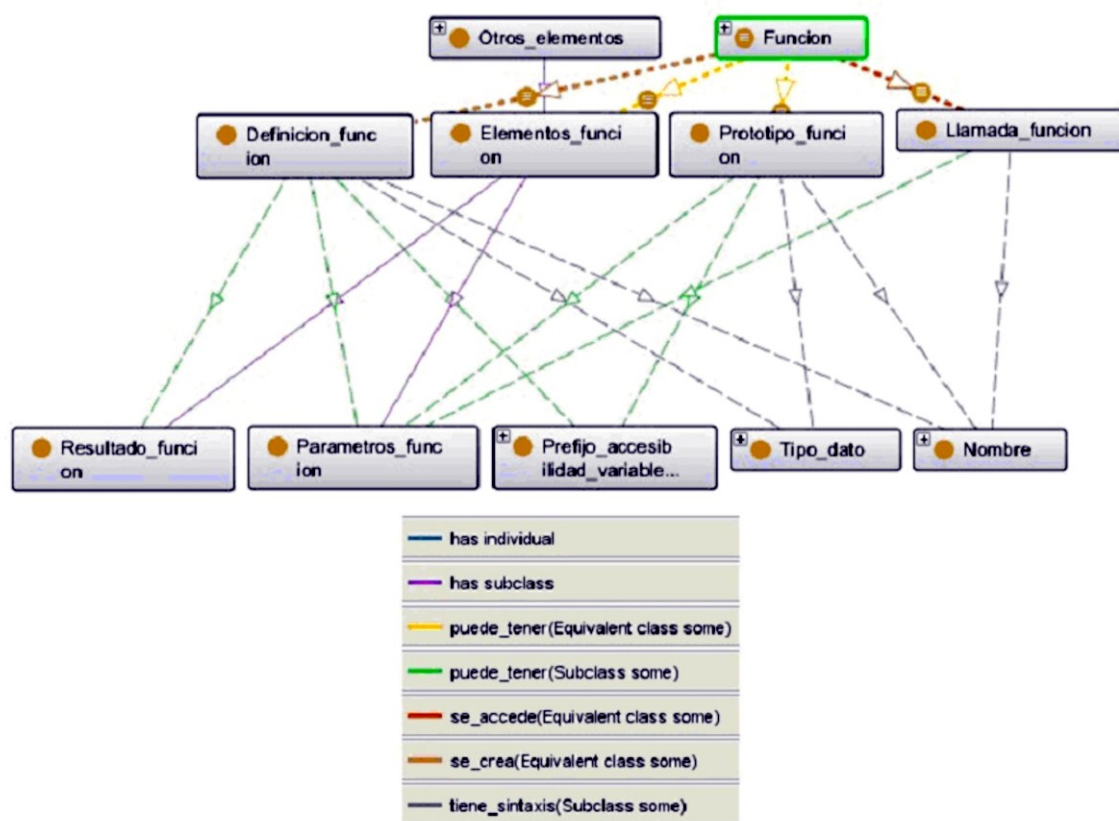 Otros_elementos
Funcion
Definicion_func
ion
Elementos_funci
on
Prototipo_funci
on
Llamada_funcion
Resultado_funci
on
Parametros_func
ion
Prefijo_accesib
ilidad_variable...
Tipo_dato
Nombre
has individual
has subclass
puede_tener(Equivalent class some)
puede_tener(Subclass some)
se_accede(Equivalent class some)
se_crea(Equivalent class some)
tiene_sintaxis(Subclass some)